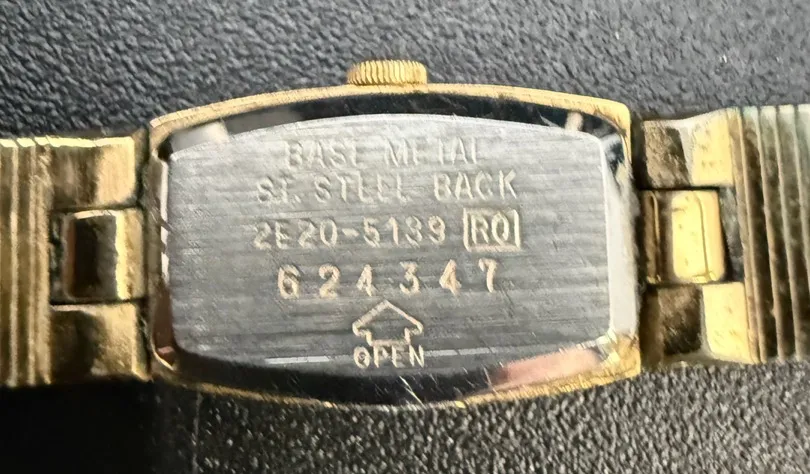 BASE METAL
ST. STEEL BACK
2E20-5139 RO
624347
OPEN